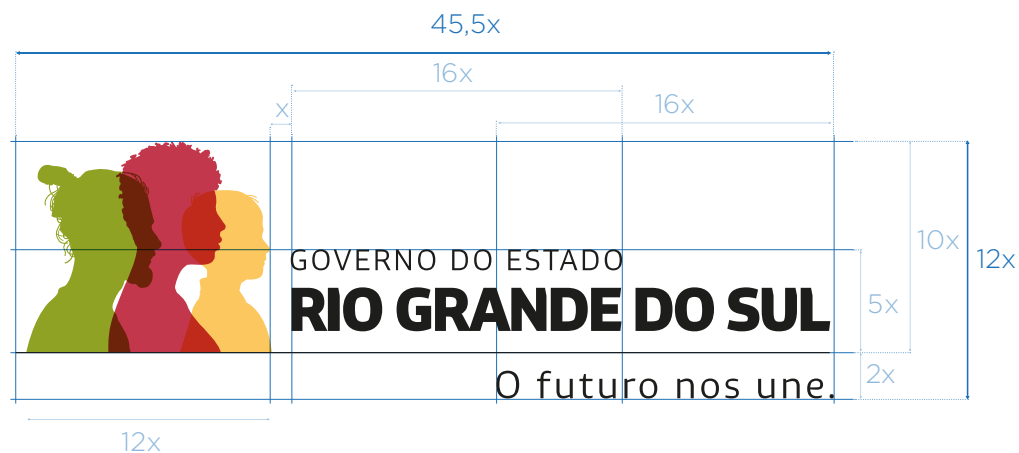 45,5x
16x
16x
x
10x
12x
GOVERNO DO ESTADO
RIO GRANDE DO SUL
5x
2x
O futuro nos une.
12x